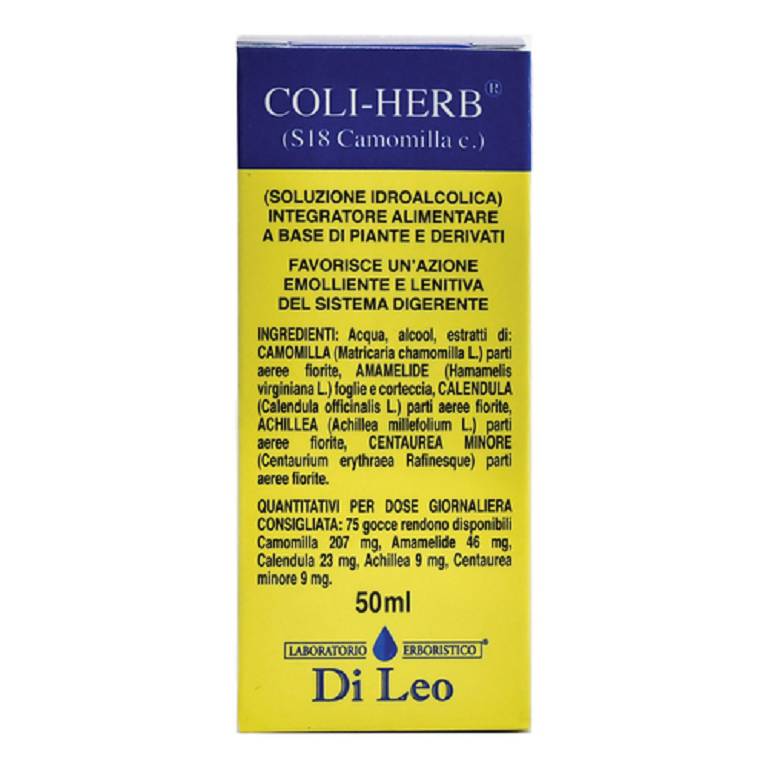 COLI-HERB®
(S18 Camomilla c.)
(SOLUZIONE IDROALCOLICA)
INTEGRATORE ALIMENTARE
A BASE DI PIANTE E DERIVATI
FAVORISCE UN'AZIONE
EMOLLIENTE E LENITIVA
DEL SISTEMA DIGERENTE
INGREDIENTI: Acqua, alcool, estratti di:
CAMOMILLA (Matricaria chamomilla L.) parti
aeree fiorite, AMAMELIDE (Hamamelis
virginiana L.) foglie e corteccia, CALENDULA
(Calendula officinalis L.) parti aeree fiorite,
ACHILLEA (Achillea millefolium L.) parti
aeree fiorite, CENTAUREA MINORE
(Centaurium erythraea Rafinesque) parti
aeree fiorite.
QUANTITATIVI PER DOSE GIORNALIERA
CONSIGLIATA: 75 gocce rendono disponibili
Camomilla 207 mg, Amamelide 46 mg,
Calendula 23 mg, Achillea 9 mg, Centaurea
minore 9 mg.
50ml
LABORATORIO ERBORISTICO®
Di Leo